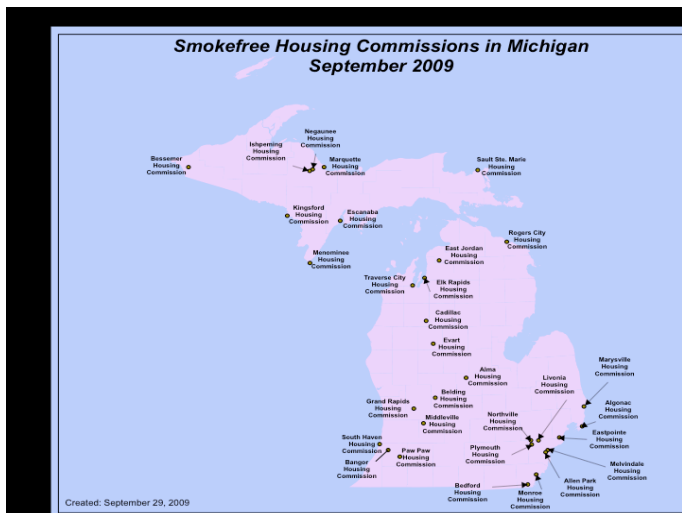 Smokefree Housing Commissions in Michigan
September 2009
Negaunee
Housing
Commission
Ishpeming
Housing
Commission
Bessemer
Housing
Commission
Marquette
Housing
Commission
Sault Ste. Marie
Housing
Commission
Kingsford
Housing
Commission
Escanaba
Housing
Commission
Rogers City
Housing
Commission
Menominee
Housing
Commission
East Jordan
Housing
Commission
Traverse City
Housing
Commission
Elk Rapids
Housing
Commission
Cadillac
Housing
Commission
Evart
Housing
Commission
Marysville
Housing
Commission
Alma
Housing
Commission
Livonia
Housing
Commission
Belding
Housing
Commission
Grand Rapids
Housing
Commission
Algonac
Housing
Commission
Middleville
Housing
Commission
Northville
Housing
Commission
Eastpointe
Housing
Commission
South Haven
Housing
Commission
Paw Paw
Housing
Commission
Plymouth
Housing
Commission
Melvindale
Housing
Commission
Bangor
Housing
Commission
Allen Park
Housing
Commission
Bedford
Housing
Commission
Monroe
Housing
Commission
Created: September 29, 2009